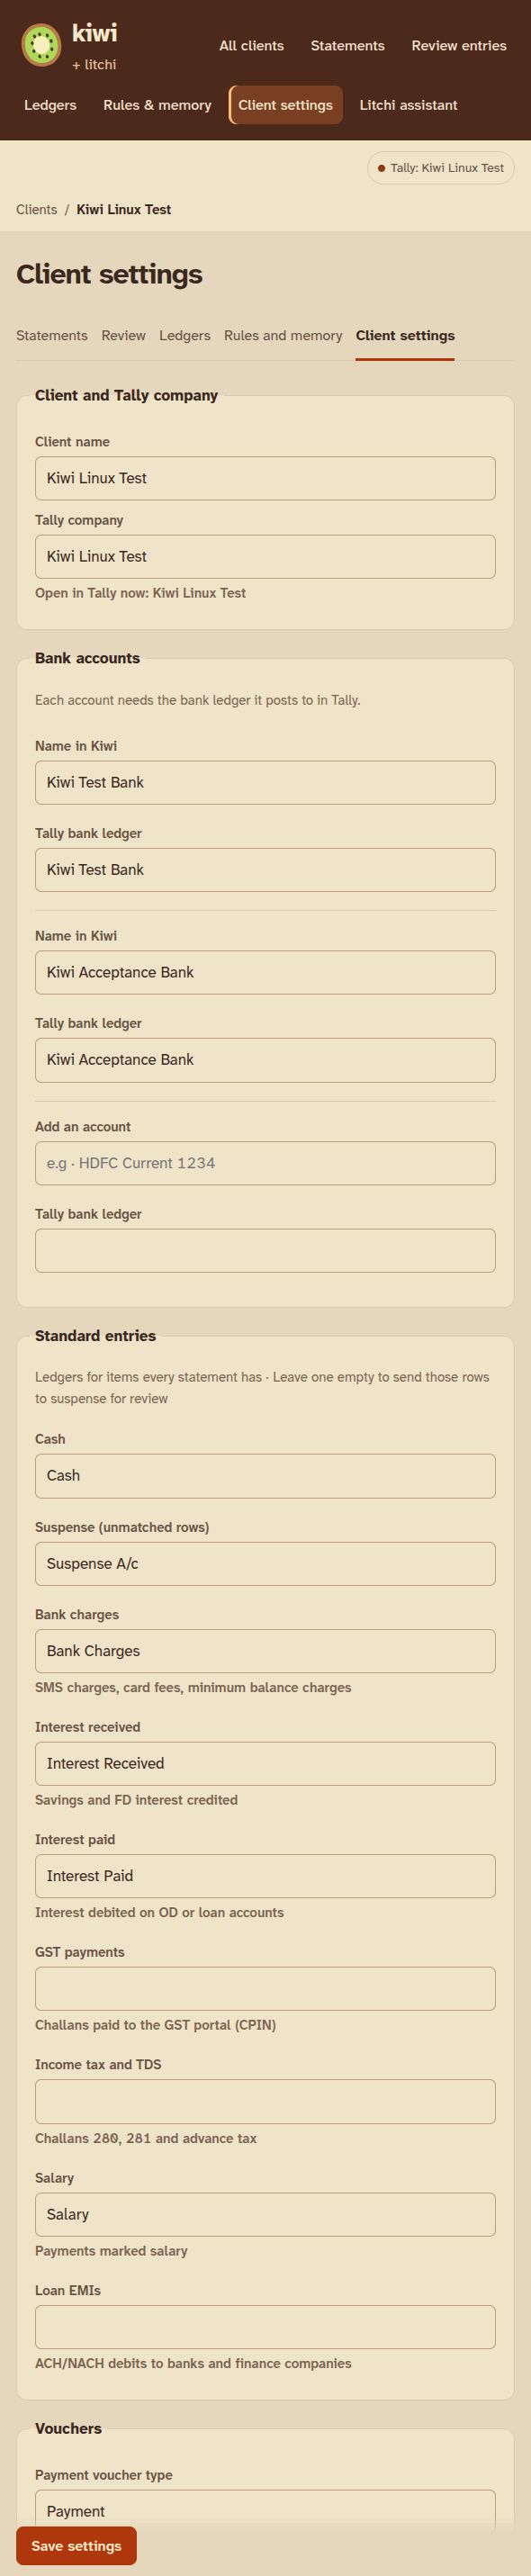 kiwi
+ litchi
All clients
Statements
Review entries
Ledgers
Rules & memory
Client settings
Litchi assistant
Tally: Kiwi Linux Test
Clients / Kiwi Linux Test
Client settings
Statements
Review
Ledgers
Rules and memory
Client settings
Client and Tally company
Client name
Kiwi Linux Test
Tally company
Kiwi Linux Test
Open in Tally now: Kiwi Linux Test
Bank accounts
Each account needs the bank ledger it posts to in Tally.
Name in Kiwi
Kiwi Test Bank
Tally bank ledger
Kiwi Test Bank
Name in Kiwi
Kiwi Acceptance Bank
Tally bank ledger
Kiwi Acceptance Bank
Add an account
e.g · HDFC Current 1234
Tally bank ledger
Standard entries
Ledgers for items every statement has · Leave one empty to send those rows
to suspense for review
Cash
Cash
Suspense (unmatched rows)
Suspense A/c
Bank charges
Bank Charges
SMS charges, card fees, minimum balance charges
Interest received
Interest Received
Savings and FD interest credited
Interest paid
Interest Paid
Interest debited on OD or loan accounts
GST payments
Challans paid to the GST portal (CPIN)
Income tax and TDS
Challans 280, 281 and advance tax
Salary
Salary
Payments marked salary
Loan EMIs
ACH/NACH debits to banks and finance companies
Vouchers
Payment voucher type
Payment
Save settings